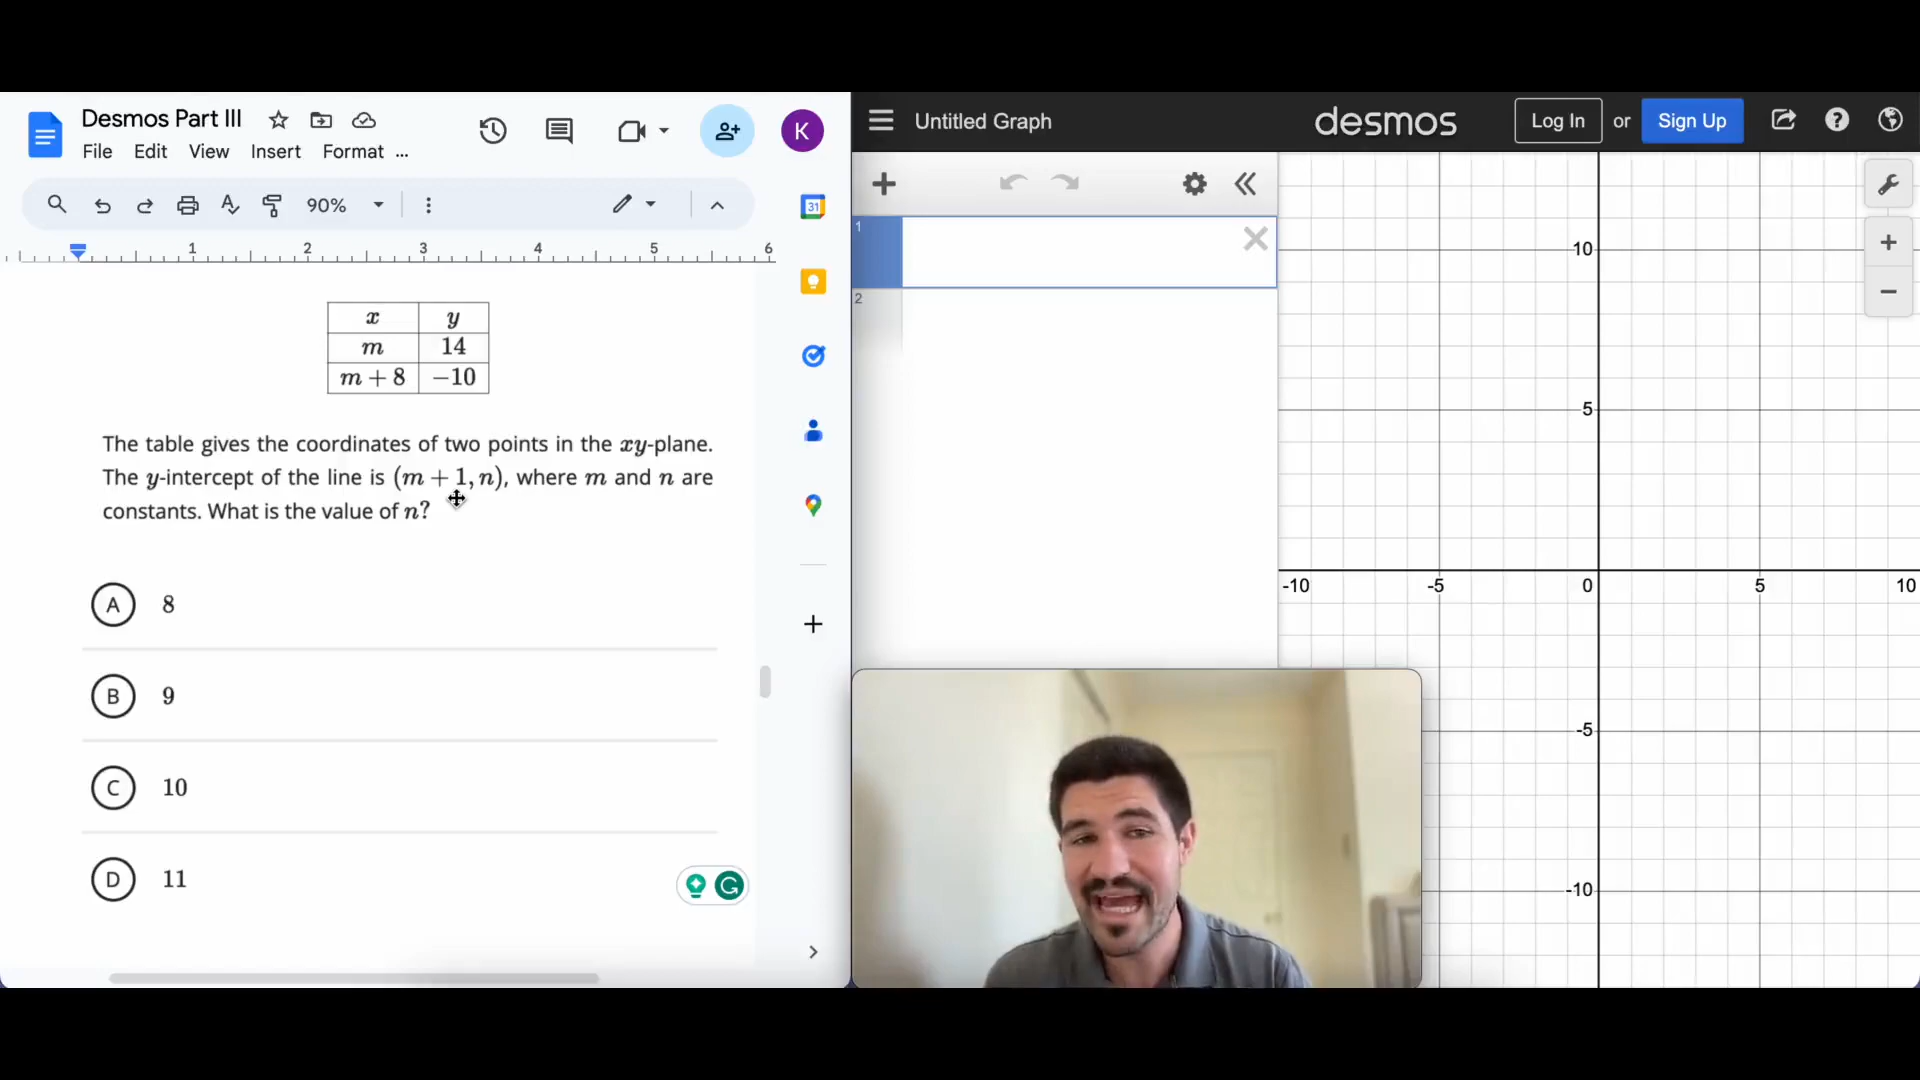 Desmos Part III
File Edit View Insert Format ...
K
90%
31
1 2 3 4 5 6
x y
m 14
m + 8 −10
The table gives the coordinates of two points in the xy-plane.
The y-intercept of the line is (m + 1, n), where m and n are
constants. What is the value of n?
A 8
B 9
C 10
D 11
Untitled Graph
desmos
Log In or Sign Up
1
2
10
5
-10 -5 0 5 10
-5
-10